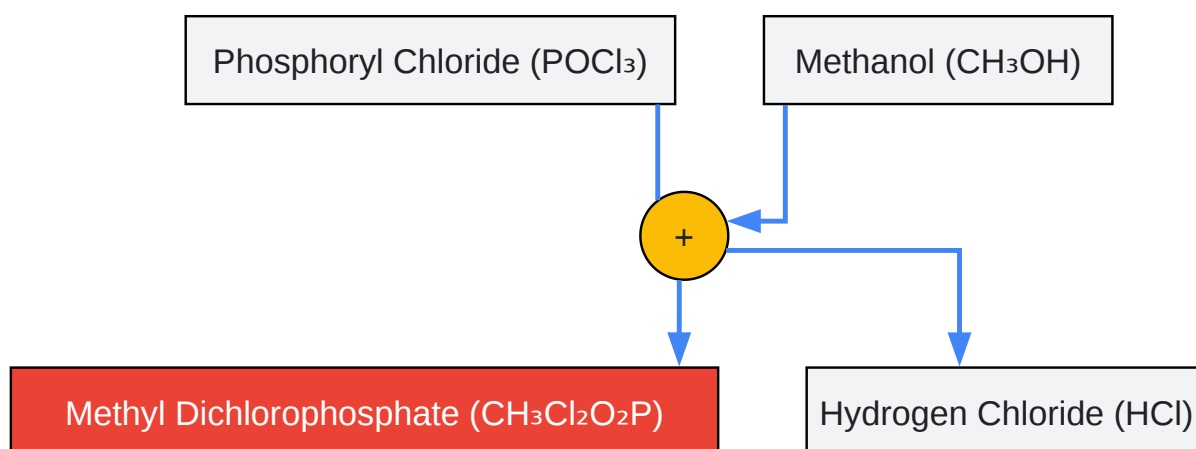 Phosphoryl Chloride (POCl₃)
Methanol (CH₃OH)
+
Methyl Dichlorophosphate (CH₃Cl₂O₂P)
Hydrogen Chloride (HCl)